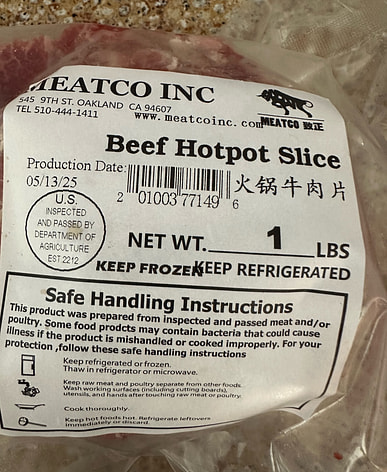 MEATCO INC
545 9TH ST. OAKLAND CA 94607
TEL 510-444-1411
www.meatcoinc.com
MEATCO 毅正
Beef Hotpot Slice
Production Date:
05/13/25
火锅牛肉片
2 01003 77149 6
U.S.
INSPECTED
AND PASSED BY
DEPARTMENT OF
AGRICULTURE
EST 2212
NET WT. 1 LBS
KEEP FROZEN KEEP REFRIGERATED
Safe Handling Instructions
This product was prepared from inspected and passed meat and/or
poultry. Some food prodcts may contain bacteria that could cause
illness if the product is mishandled or cooked improperly. For your
protection ,follow these safe handling instructions
Keep refrigerated or frozen.
Thaw in refrigerator or microwave.
Keep raw meat and poultry separate from other foods.
Wash working surfaces (including cutting boards),
utensils, and hands after touching raw meat or poultry.
Cook thoroughly.
Keep hot foods hot. Refrigerate leftovers
immediately or discard.